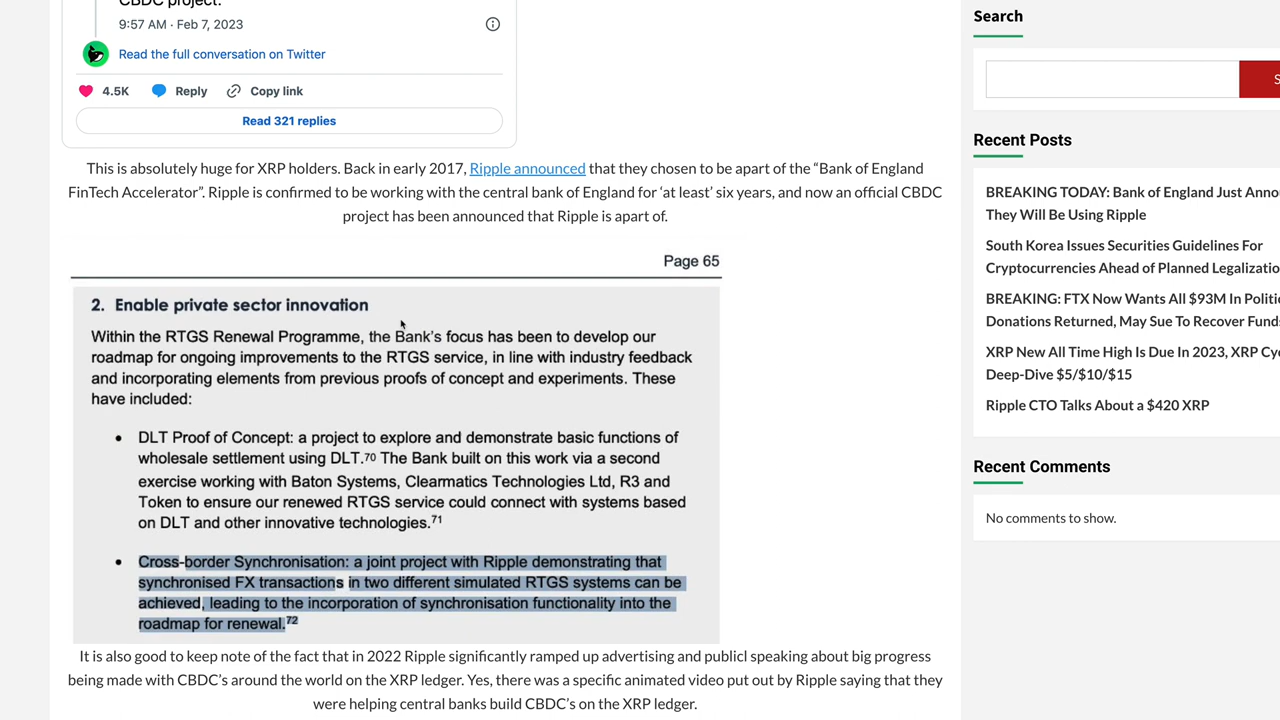 CBDC project.
9:57 AM · Feb 7, 2023
Read the full conversation on Twitter
4.5K Reply Copy link
Read 321 replies
This is absolutely huge for XRP holders. Back in early 2017, Ripple announced that they chosen to be apart of the “Bank of England
FinTech Accelerator”. Ripple is confirmed to be working with the central bank of England for ‘at least’ six years, and now an official CBDC
project has been announced that Ripple is apart of.
Page 65
2. Enable private sector innovation
Within the RTGS Renewal Programme, the Bank’s focus has been to develop our
roadmap for ongoing improvements to the RTGS service, in line with industry feedback
and incorporating elements from previous proofs of concept and experiments. These
have included:
• DLT Proof of Concept: a project to explore and demonstrate basic functions of
wholesale settlement using DLT.70 The Bank built on this work via a second
exercise working with Baton Systems, Clearmatics Technologies Ltd, R3 and
Token to ensure our renewed RTGS service could connect with systems based
on DLT and other innovative technologies.71
• Cross-border Synchronisation: a joint project with Ripple demonstrating that
synchronised FX transactions in two different simulated RTGS systems can be
achieved, leading to the incorporation of synchronisation functionality into the
roadmap for renewal.72
It is also good to keep note of the fact that in 2022 Ripple significantly ramped up advertising and publicl speaking about big progress
being made with CBDC’s around the world on the XRP ledger. Yes, there was a specific animated video put out by Ripple saying that they
were helping central banks build CBDC’s on the XRP ledger.
Search
S
Recent Posts
BREAKING TODAY: Bank of England Just Anno
They Will Be Using Ripple
South Korea Issues Securities Guidelines For
Cryptocurrencies Ahead of Planned Legalizatio
BREAKING: FTX Now Wants All $93M In Politi
Donations Returned, May Sue To Recover Fund
XRP New All Time High Is Due In 2023, XRP Cy
Deep-Dive $5/$10/$15
Ripple CTO Talks About a $420 XRP
Recent Comments
No comments to show.